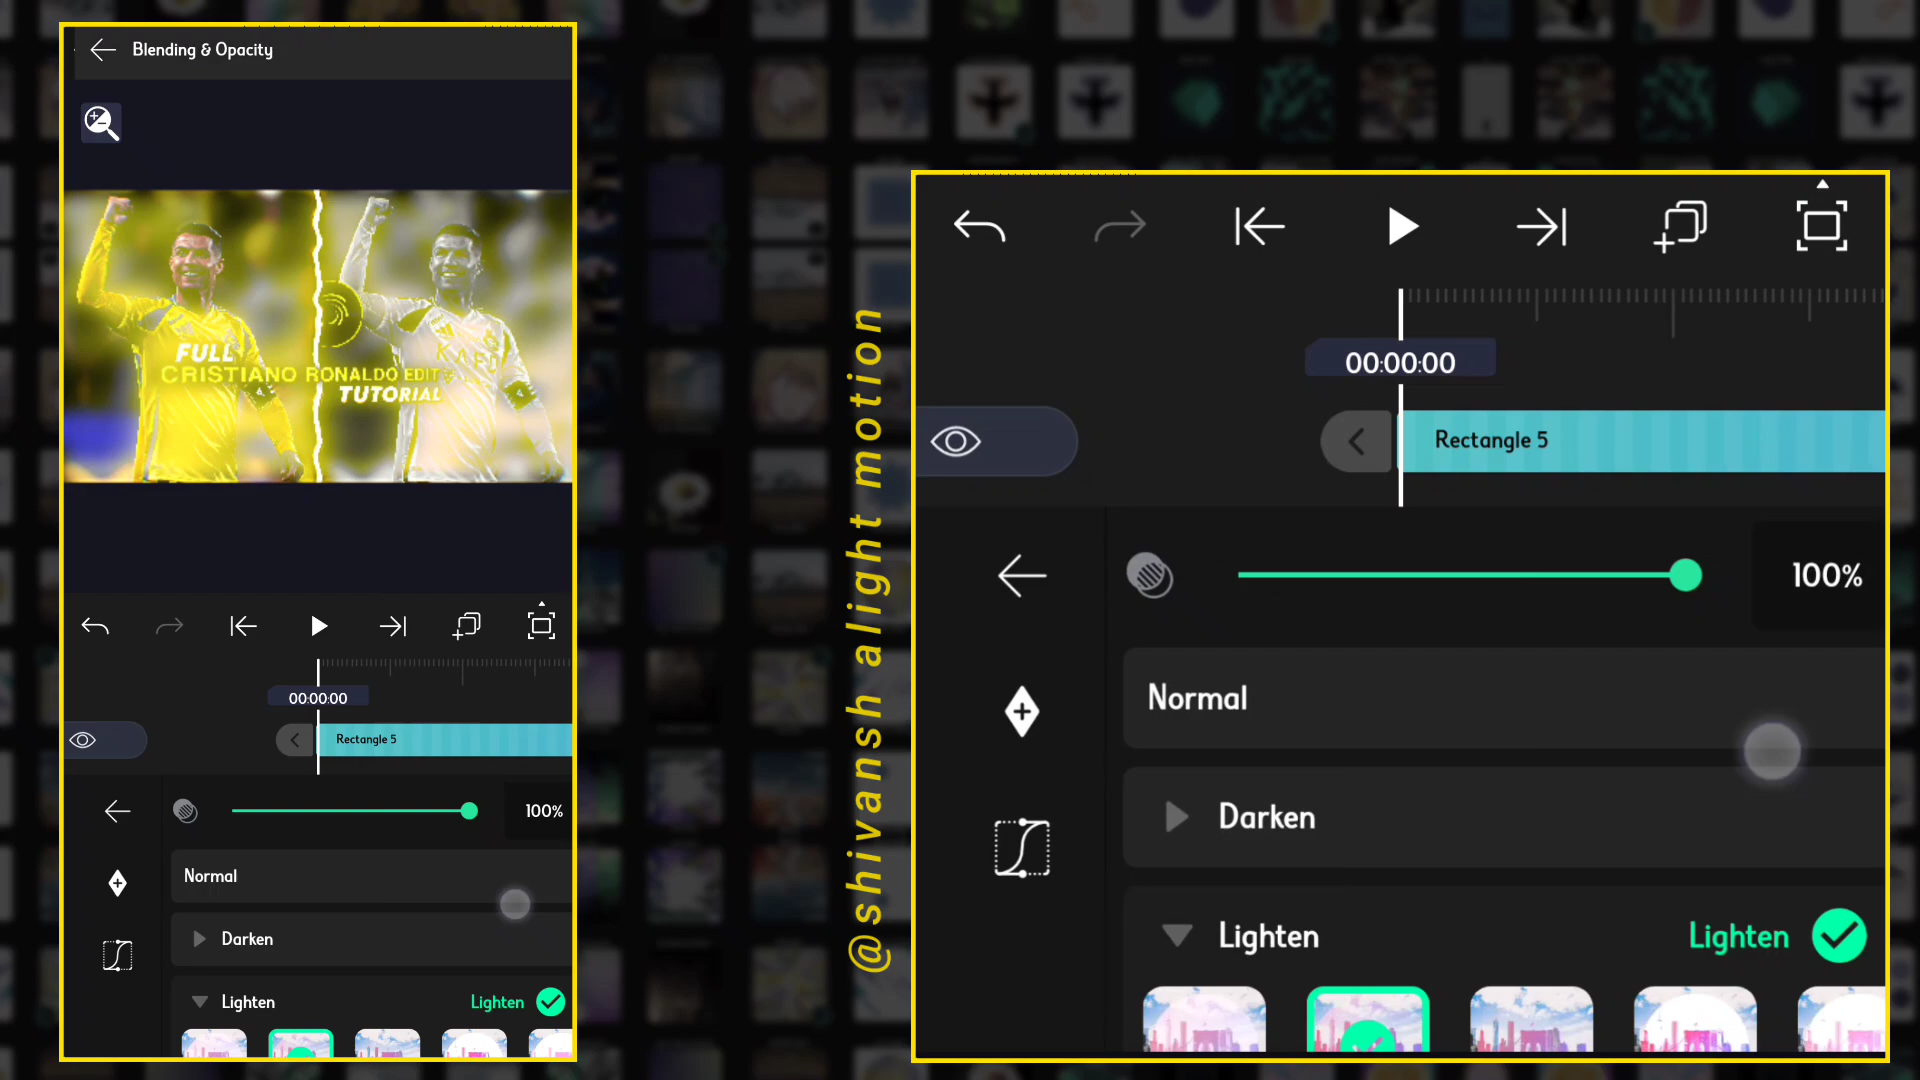 Blending & Opacity
FULL
CRISTIANO RONALDO EDIT
TUTORIAL
00:00:00
Rectangle 5
100%
Normal
Darken
Lighten
Lighten
@shivansh alight motion
00:00:00
Rectangle 5
100%
Normal
Darken
Lighten
Lighten